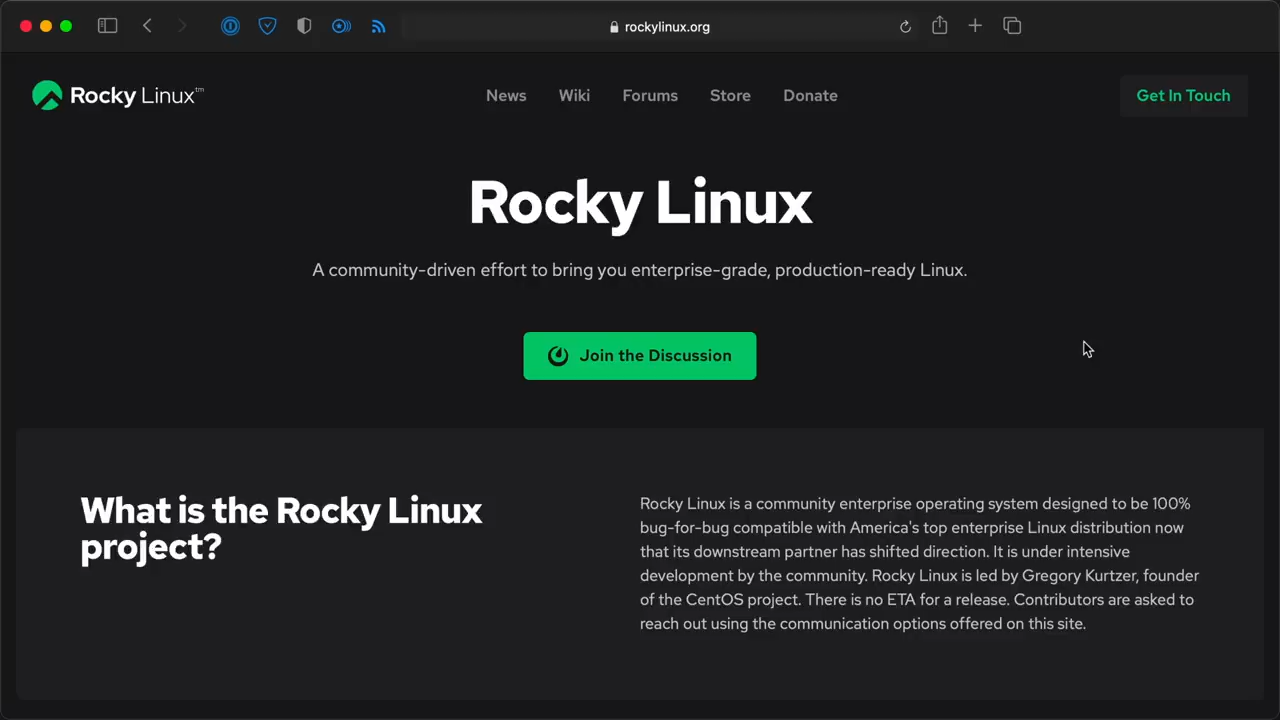 rockylinux.org
Rocky Linux™
News
Wiki
Forums
Store
Donate
Get In Touch
Rocky Linux
A community-driven effort to bring you enterprise-grade, production-ready Linux.
Join the Discussion
What is the Rocky Linux
project?
Rocky Linux is a community enterprise operating system designed to be 100%
bug-for-bug compatible with America's top enterprise Linux distribution now
that its downstream partner has shifted direction. It is under intensive
development by the community. Rocky Linux is led by Gregory Kurtzer, founder
of the CentOS project. There is no ETA for a release. Contributors are asked to
reach out using the communication options offered on this site.